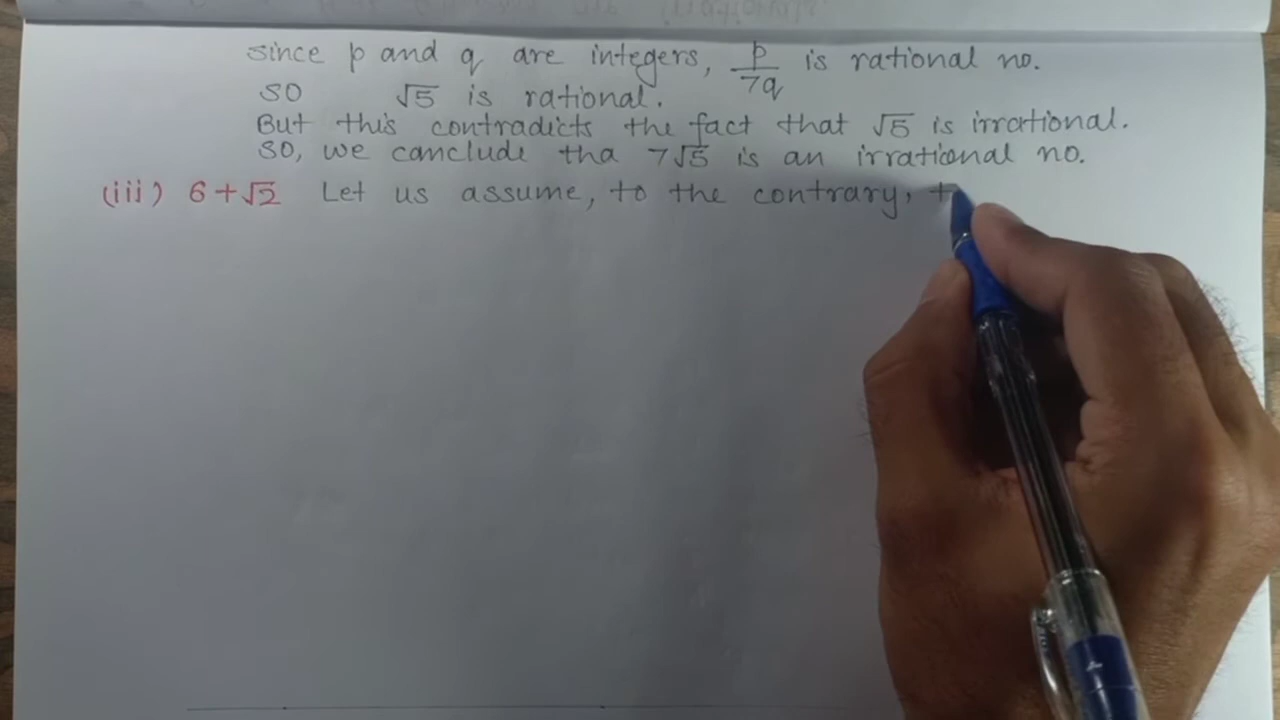 since p and q are integers, p/7q is rational no.
so √5 is rational.
But this contradicts the fact that √5 is irrational.
so, we canclude tha 7√5 is an irrational no.
(iii) 6+√2 Let us assume, to the contrary, t